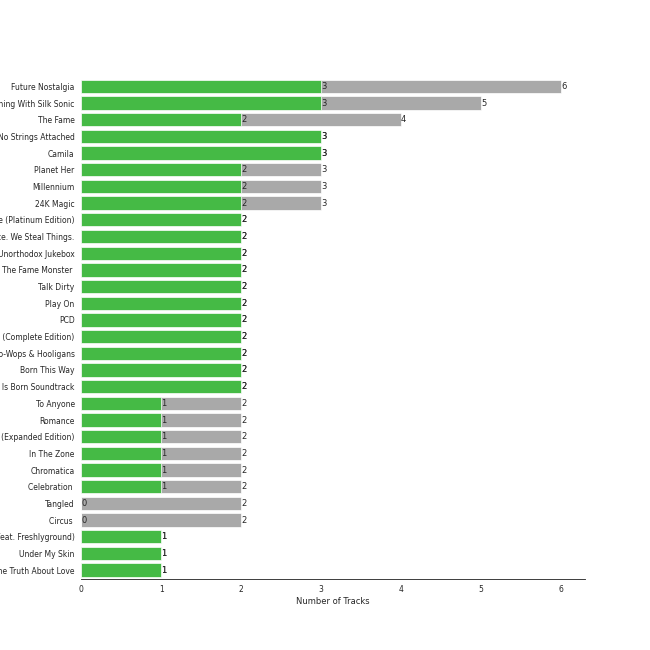 Future Nostalgia 3 6
ning With Silk Sonic 3 5
The Fame 2 4
No Strings Attached 3
Camila 3
Planet Her 2 3
Millennium 2 3
24K Magic 2 3
e (Platinum Edition) 2
ce. We Steal Things. 2
Unorthodox Jukebox 2
The Fame Monster 2
Talk Dirty 2
Play On 2
PCD 2
(Complete Edition) 2
o-Wops & Hooligans 2
Born This Way 2
Is Born Soundtrack 2
To Anyone 1 2
Romance 1 2
(Expanded Edition) 1 2
In The Zone 1 2
Chromatica 1 2
Celebration 1 2
Tangled 0 2
Circus 0 2
eat. Freshlyground) 1
Under My Skin 1
he Truth About Love 1
0 1 2 3 4 5 6
Number of Tracks